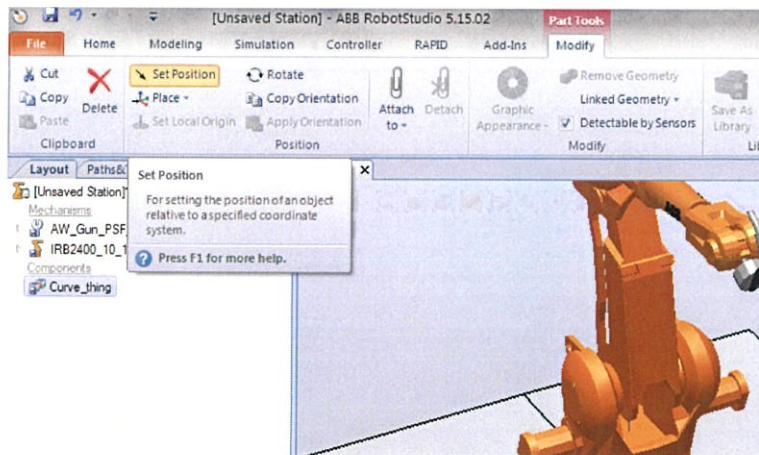 [Unsaved Station] - ABB RobotStudio 5.15.02
Part Tools
File Home Modeling Simulation Controller RAPID Add-Ins Modify
Cut
Copy
Paste
Delete
Clipboard
Set Position
Place
Set Local Origin
Rotate
Copy Orientation
Apply Orientation
Position
Attach
to
Detach
Graphic
Appearance
Remove Geometry
Linked Geometry
Detectable by Sensors
Modify
Save As
Library
Layout
[Unsaved Station]*
Mechanisms
AW_Gun_PSF_
IRB2400_10_1
Components
Curve_thing
Set Position
For setting the position of an object
relative to a specified coordinate
system.
Press F1 for more help.